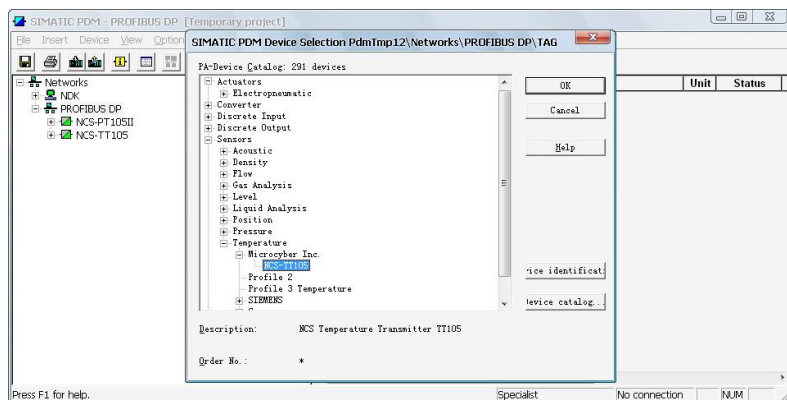 SIMATIC PDM - PROFIBUS DP [Temporary project]
File Insert Device View Option
SIMATIC PDM Device Selection PdmTmp12\Networks\PROFIBUS DP\TAG
PA-Device Catalog: 291 devices
Networks
NDK
PROFIBUS DP
NCS-PT105II
NCS-TT105
Actuators
Electropneumatic
Converter
Discrete Input
Discrete Output
Sensors
Acoustic
Density
Flow
Gas Analysis
Level
Liquid Analysis
Position
Pressure
Temperature
Microcyber Inc.
NCS-TT105
Profile 2
Profile 3 Temperature
SIEMENS
OK
Cancel
Help
vice identificat:
Device catalog...
Unit Status
Description: NCS Temperature Transmitter TT105
Order No.: *
Press F1 for help.
Specialist
No connection
NUM